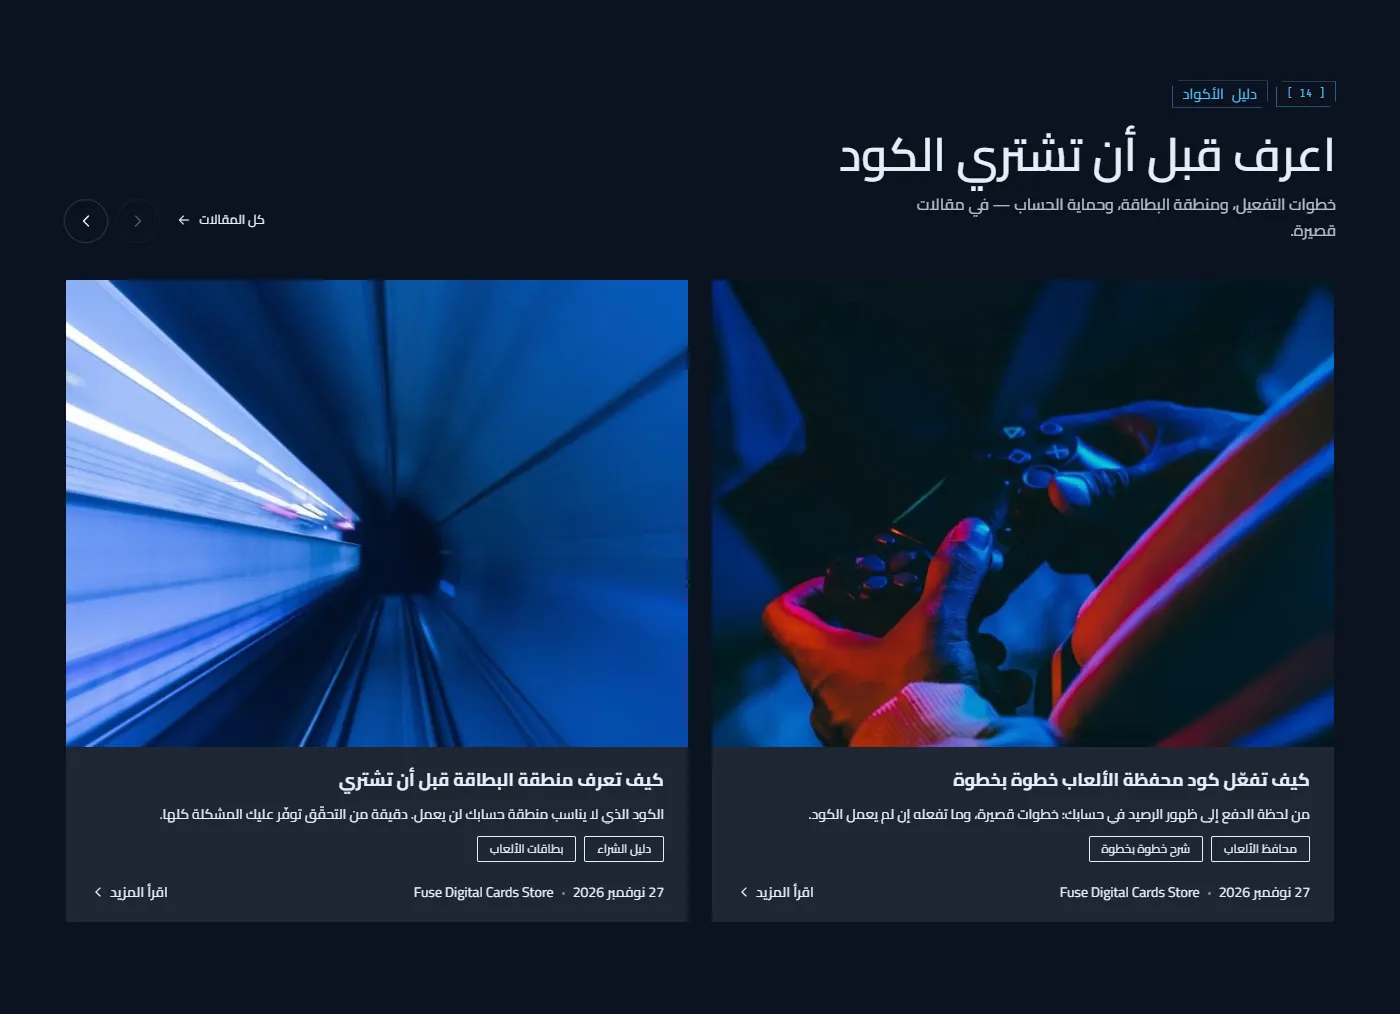 [ 14 ]
دليل الأكواد
اعرف قبل أن تشتري الكود
خطوات التفعيل، ومنطقة البطاقة، وحماية الحساب — في مقالات
قصيرة.
كل المقالات
كيف تفعّل كود محفظة الألعاب خطوة بخطوة
من لحظة الدفع إلى ظهور الرصيد في حسابك: خطوات قصيرة، وما تفعله إن لم يعمل الكود.
محافظ الألعاب
شرح خطوة بخطوة
27 نوفمبر 2026 • Fuse Digital Cards Store
اقرأ المزيد
كيف تعرف منطقة البطاقة قبل أن تشتري
الكود الذي لا يناسب منطقة حسابك لن يعمل. دقيقة من التحقّق توفّر عليك المشكلة كلها.
دليل الشراء
بطاقات الألعاب
27 نوفمبر 2026 • Fuse Digital Cards Store
اقرأ المزيد